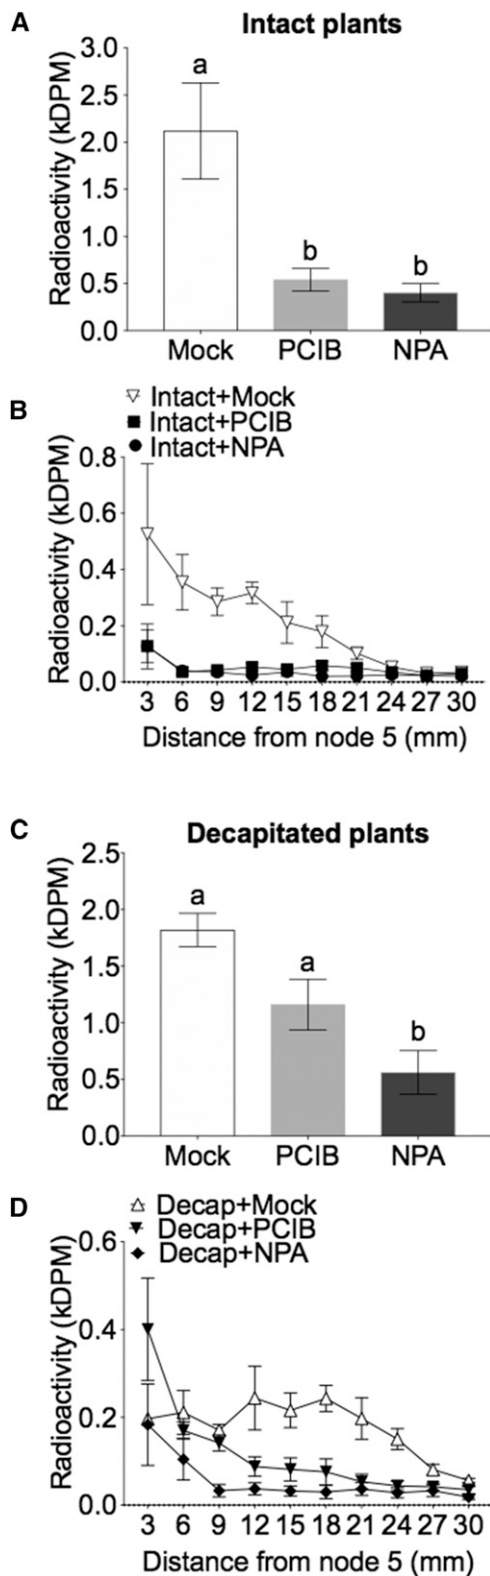 A
Intact plants
Radioactivity (kDPM)
3.0
2.5
2.0
1.5
1.0
0.5
0.0
a
b
b
Mock PCIB NPA
B
Intact+Mock
Intact+PCIB
Intact+NPA
Radioactivity (kDPM)
0.8
0.6
0.4
0.2
0.0
3 6 9 12 15 18 21 24 27 30
Distance from node 5 (mm)
C
Decapitated plants
Radioactivity (kDPM)
2.5
2.0
1.5
1.0
0.5
0.0
a
a
b
Mock PCIB NPA
D
Decap+Mock
Decap+PCIB
Decap+NPA
Radioactivity (kDPM)
0.6
0.4
0.2
0.0
3 6 9 12 15 18 21 24 27 30
Distance from node 5 (mm)